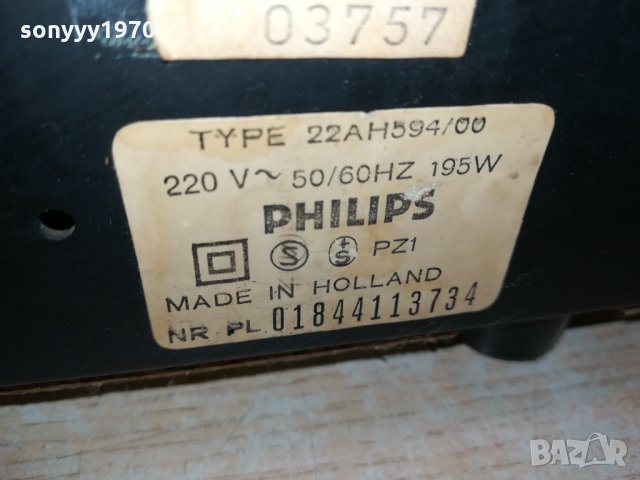 sonyyy1970
03757
TYPE 22AH594/00
220 V~ 50/60HZ 195W
PHILIPS
S +S PZ1
MADE IN HOLLAND
NR PL 01844113734
BAZAR